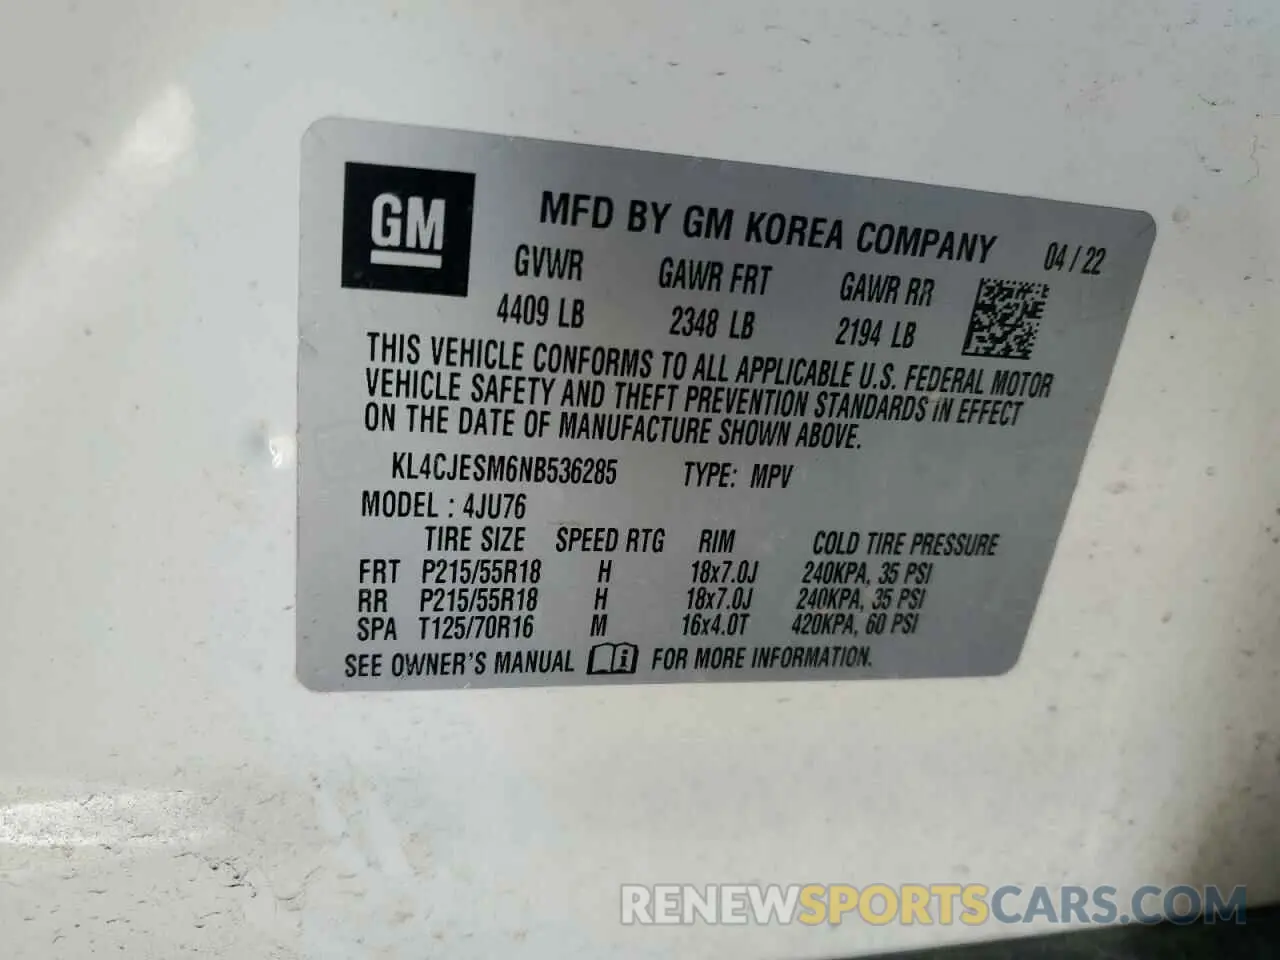 GM
MFD BY GM KOREA COMPANY 04/22
GVWR GAWR FRT GAWR RR
4409 LB 2348 LB 2194 LB
THIS VEHICLE CONFORMS TO ALL APPLICABLE U.S. FEDERAL MOTOR
VEHICLE SAFETY AND THEFT PREVENTION STANDARDS IN EFFECT
ON THE DATE OF MANUFACTURE SHOWN ABOVE.
KL4CJESM6NB536285 TYPE: MPV
MODEL : 4JU76
TIRE SIZE SPEED RTG RIM COLD TIRE PRESSURE
FRT P215/55R18 H 18x7.0J 240KPA, 35 PSI
RR P215/55R18 H 18x7.0J 240KPA, 35 PSI
SPA T125/70R16 M 16x4.0T 420KPA, 60 PSI
SEE OWNER'S MANUAL FOR MORE INFORMATION.
RENEWSPORTSCARS.COM